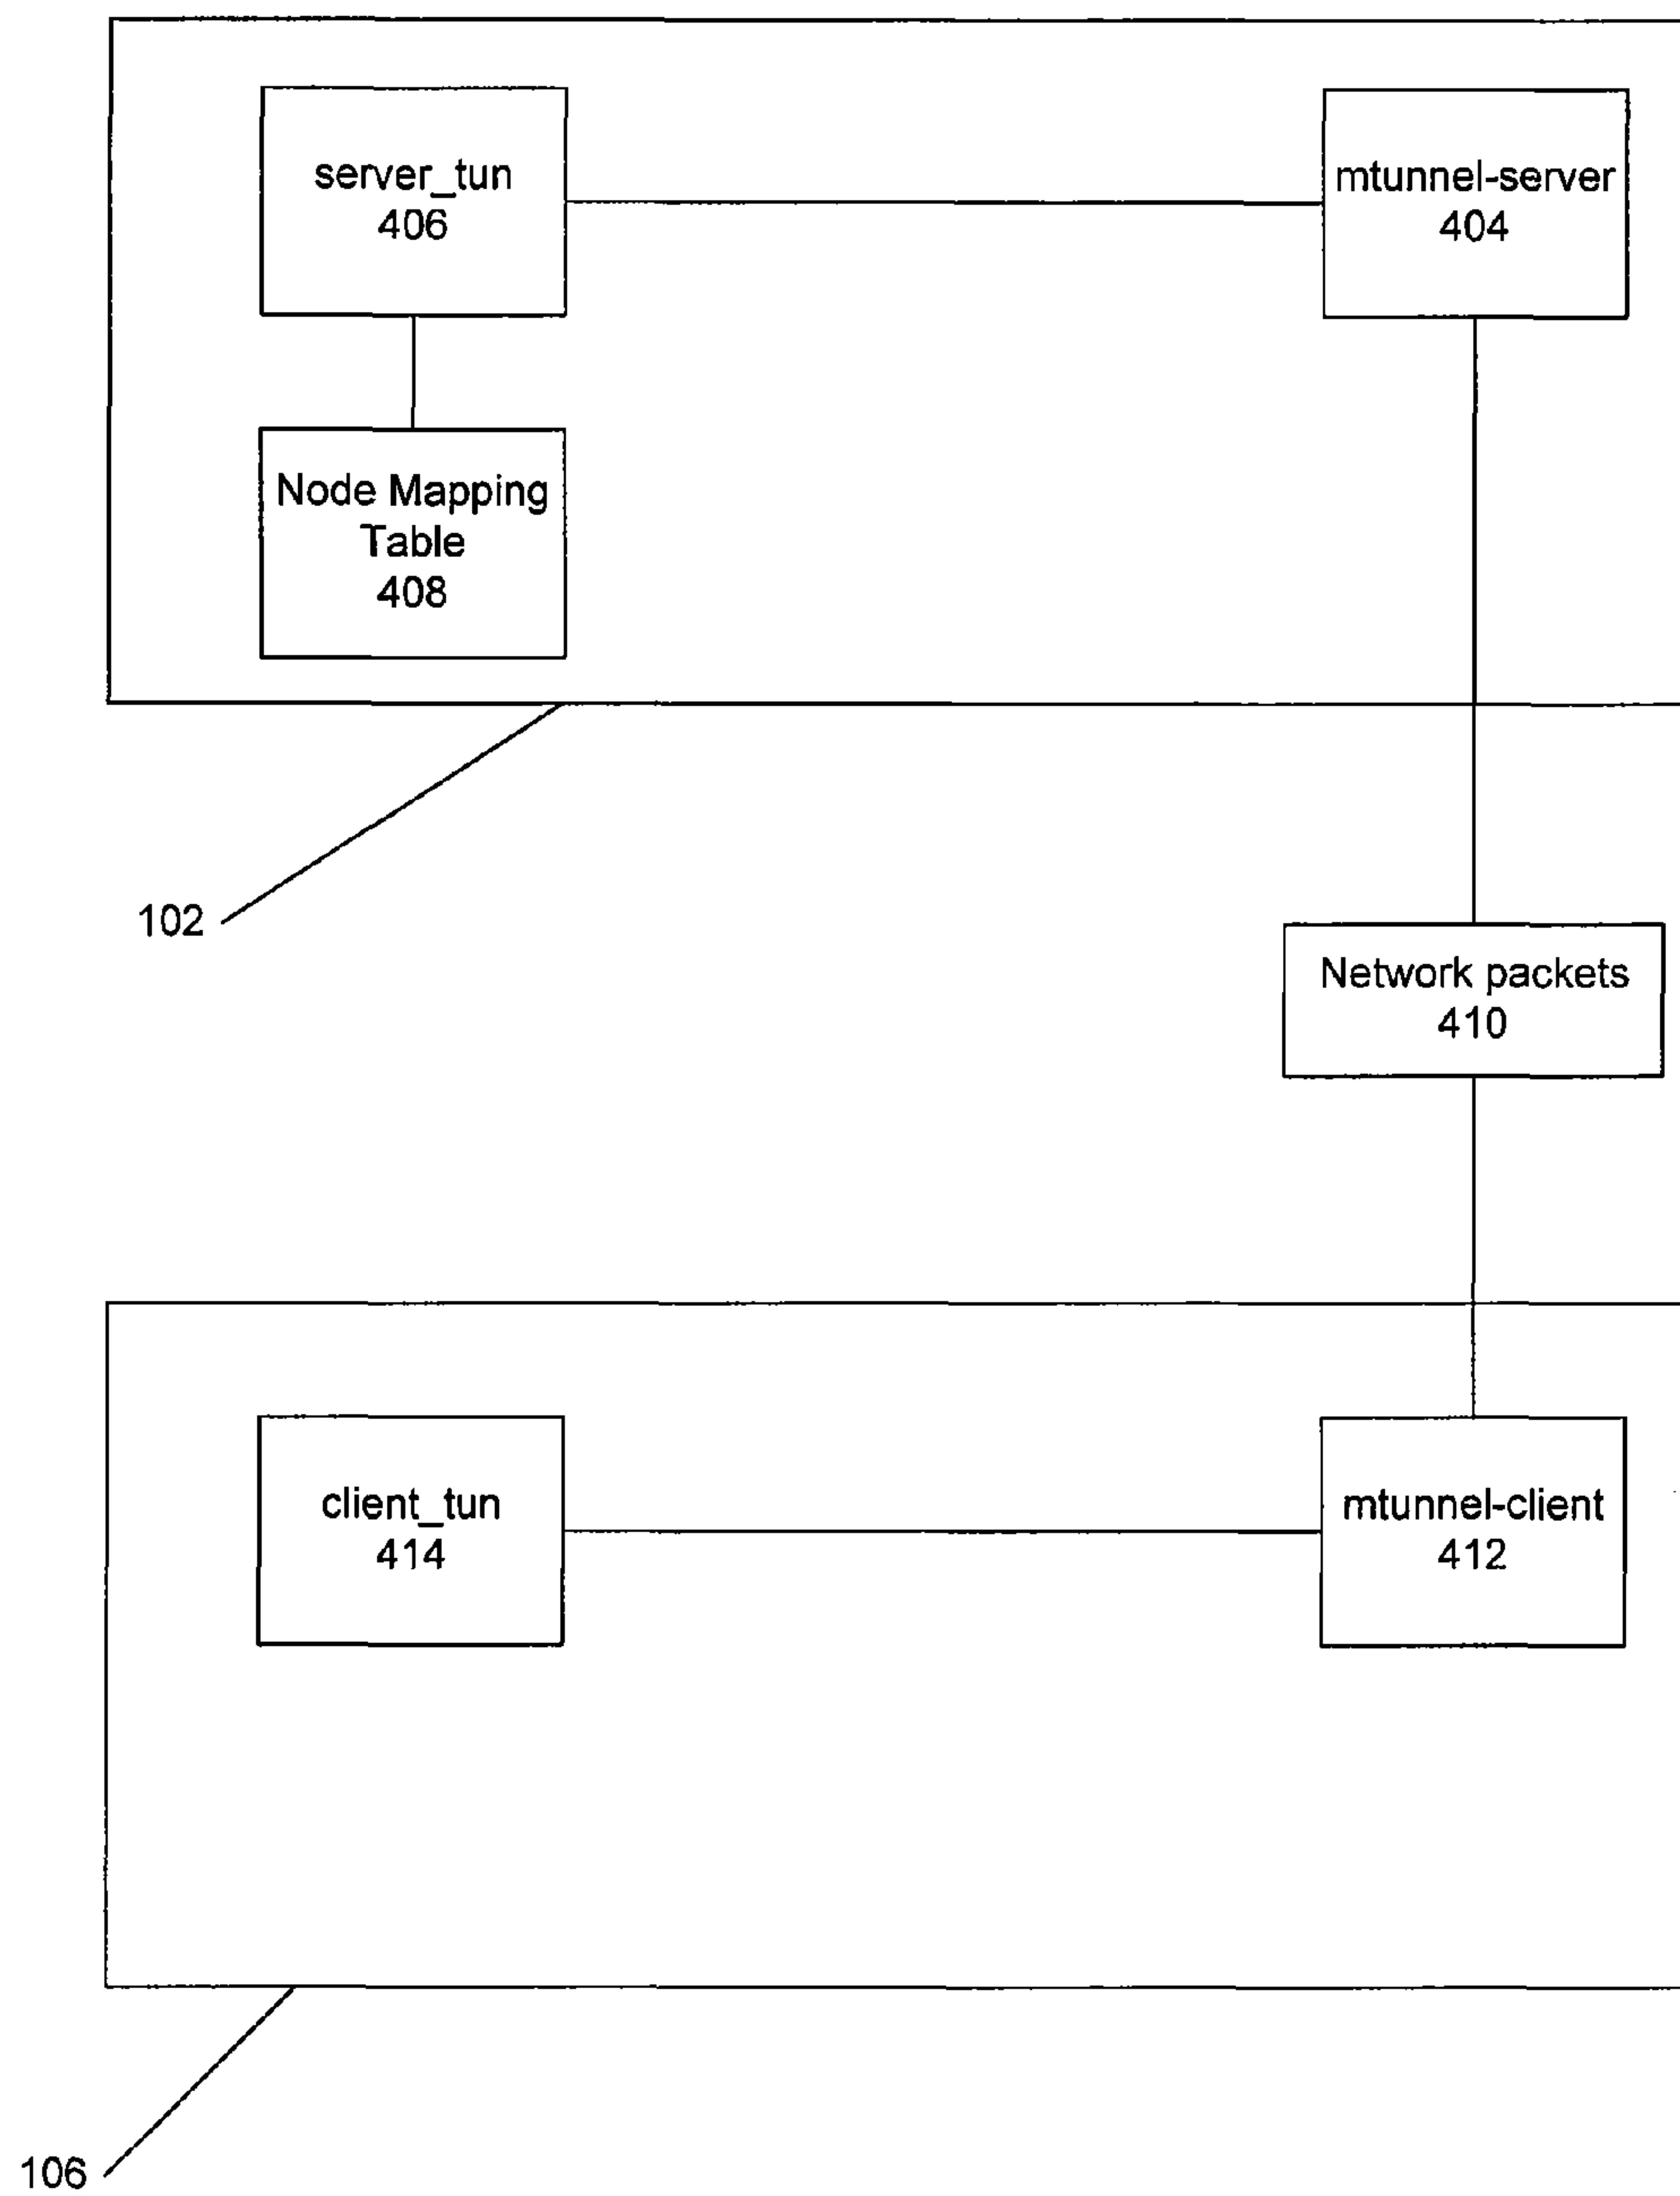 server_tun
406
mtunnel-server
404
Node Mapping
Table
408
102
Network packets
410
client_tun
414
mtunnel-client
412
106